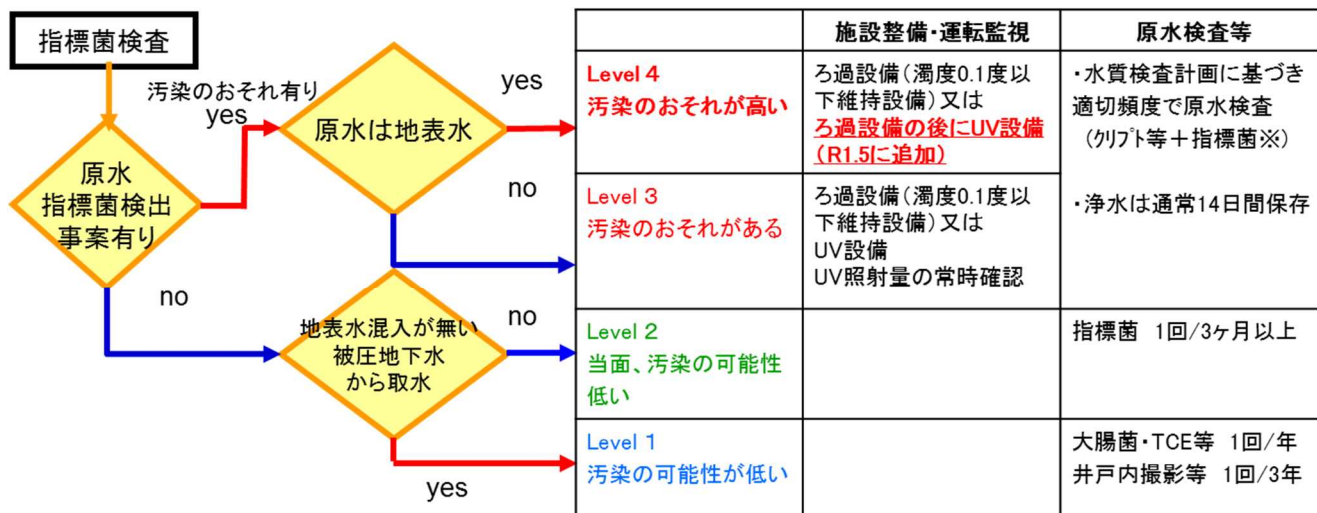 指標菌検査
汚染のおそれ有り
yes
原水
指標菌検出
事案有り
no
原水は地表水
yes
no
地表水混入が無い
被圧地下水
から取水
no
yes
施設整備・運転監視
原水検査等
Level 4
汚染のおそれが高い
ろ過設備(濁度0.1度以
下維持設備)又は
ろ過設備の後にUV設備
(R1.5に追加)
・水質検査計画に基づき
適切頻度で原水検査
(クリプト等+指標菌※)
・浄水は通常14日間保存
Level 3
汚染のおそれがある
ろ過設備(濁度0.1度以
下維持設備)又は
UV設備
UV照射量の常時確認
Level 2
当面、汚染の可能性
低い
指標菌 1回/3ヶ月以上
Level 1
汚染の可能性が低い
大腸菌・TCE等 1回/年
井戸内撮影等 1回/3年